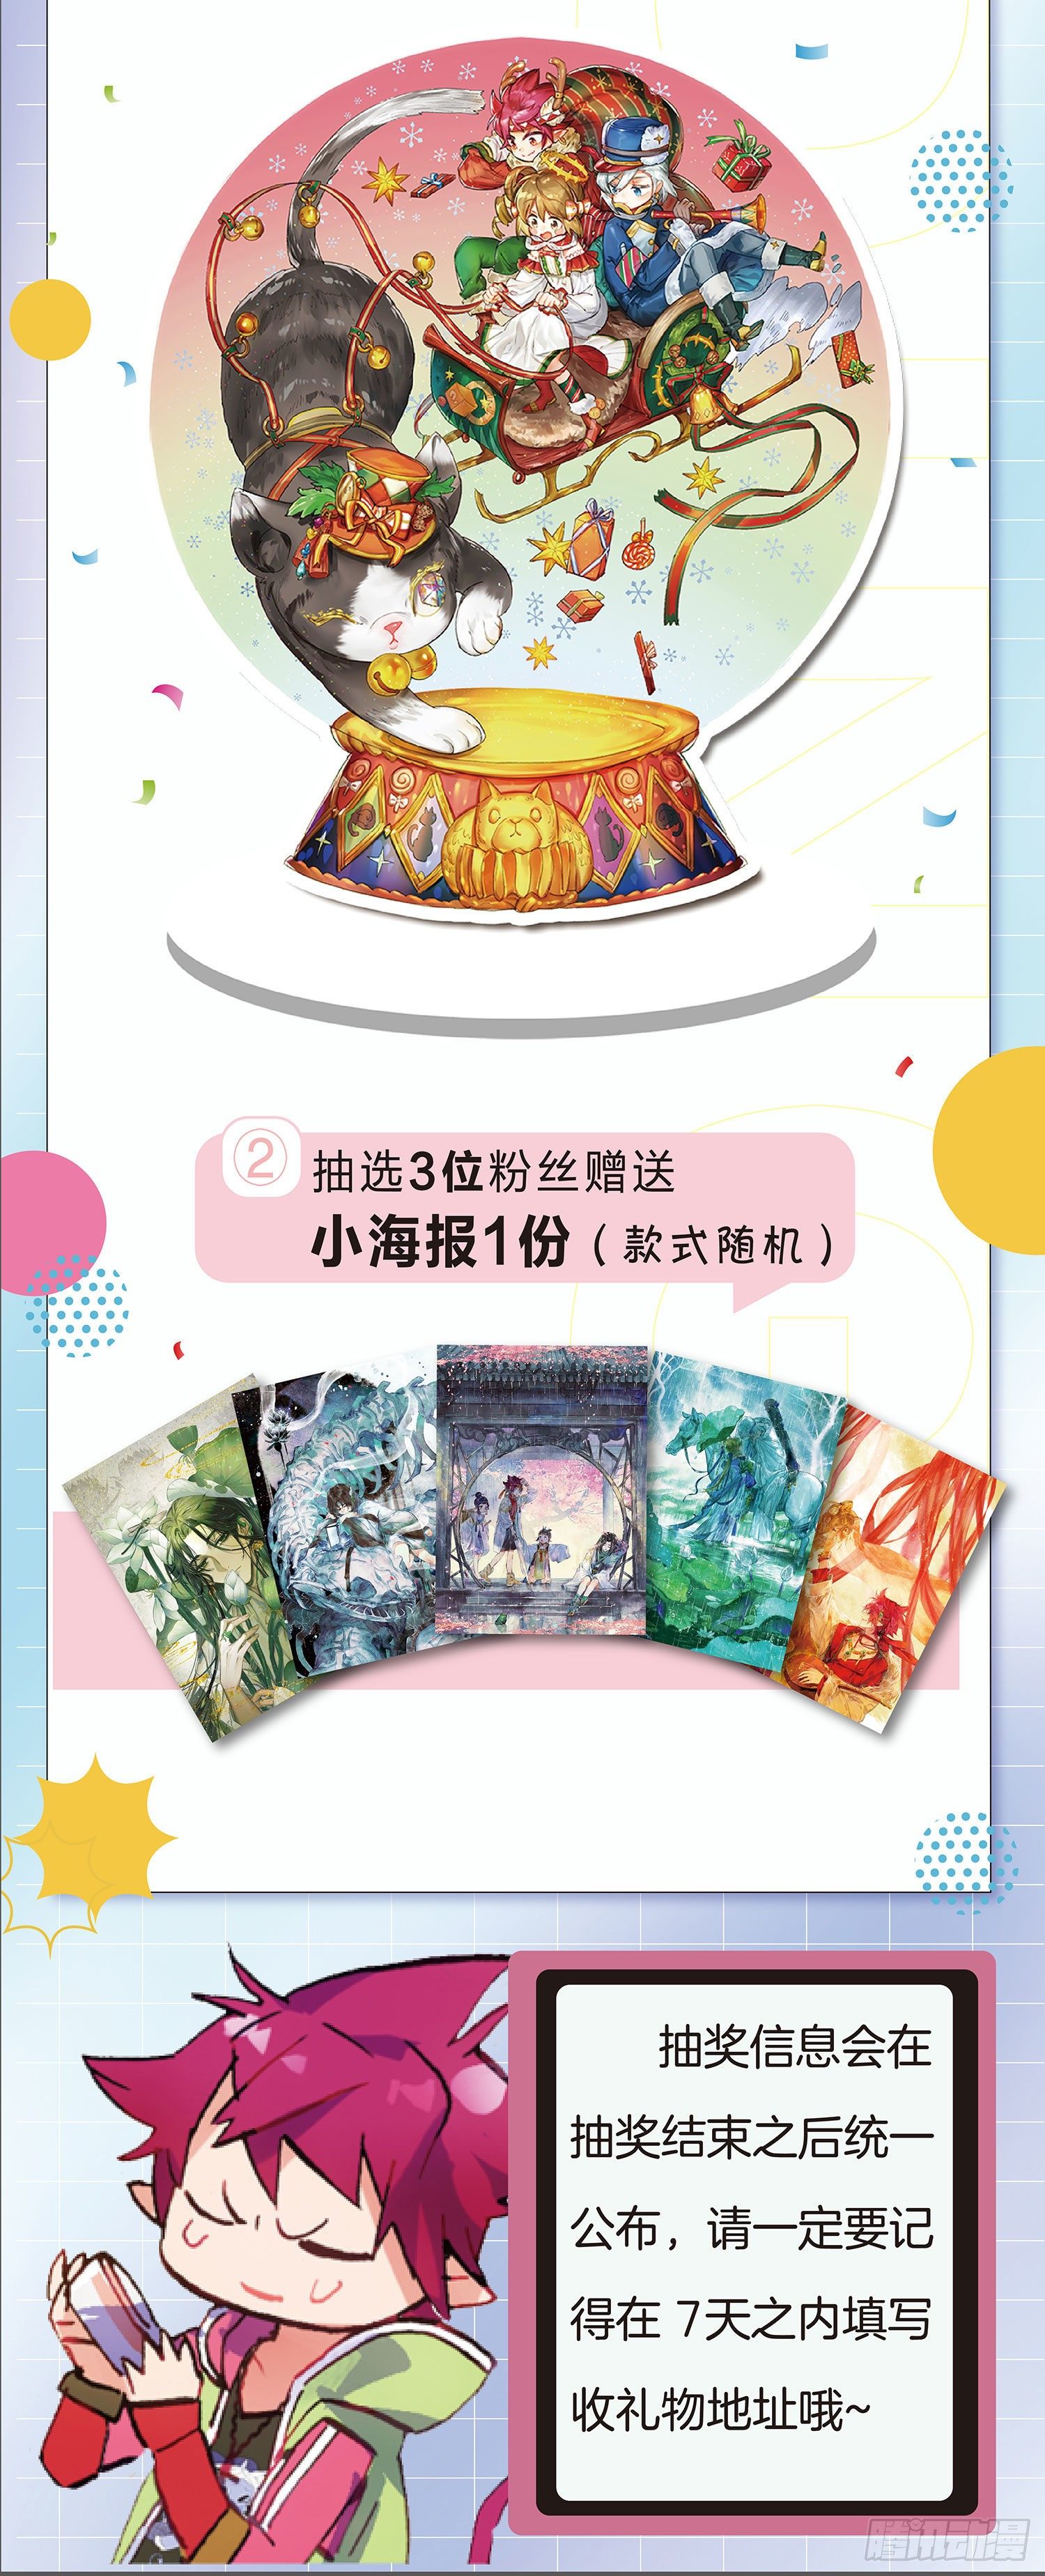 ② 抽选3位粉丝赠送
小海报1份（款式随机）
抽奖信息会在
抽奖结束之后统一
公布，请一定要记
得在 7天之内填写
收礼物地址哦~
腾讯动漫